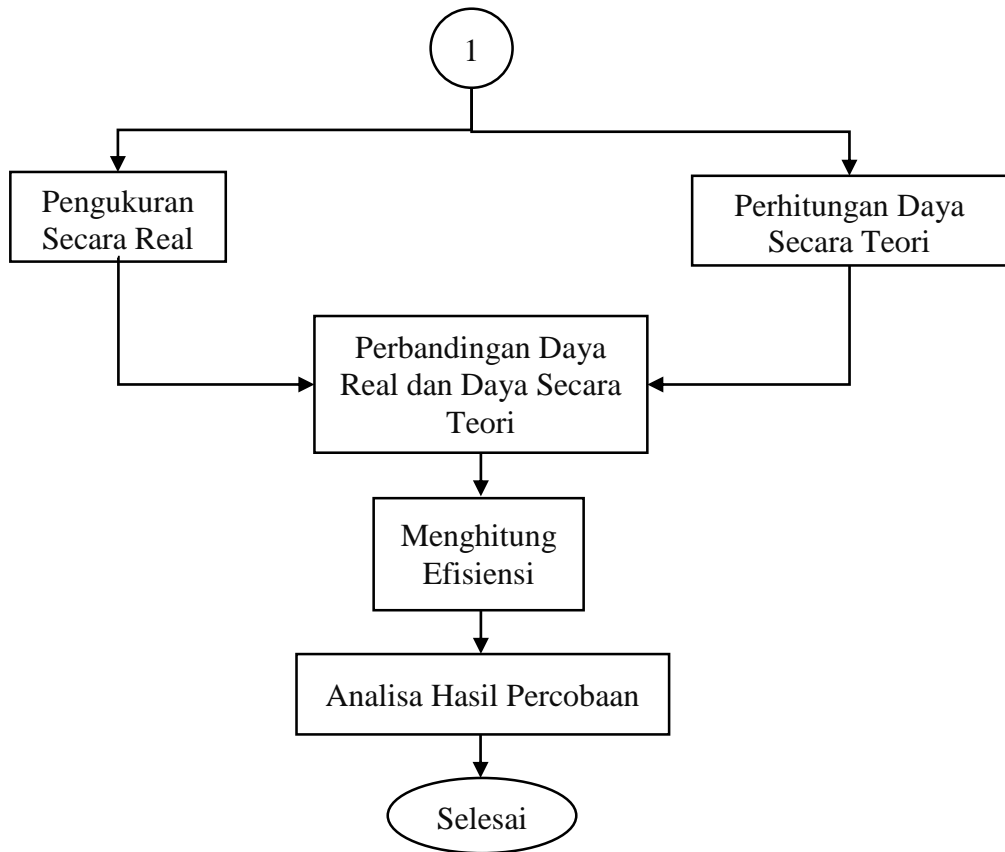 1
Pengukuran
Secara Real
Perhitungan Daya
Secara Teori
Perbandingan Daya
Real dan Daya Secara
Teori
Menghitung
Efisiensi
Analisa Hasil Percobaan
Selesai